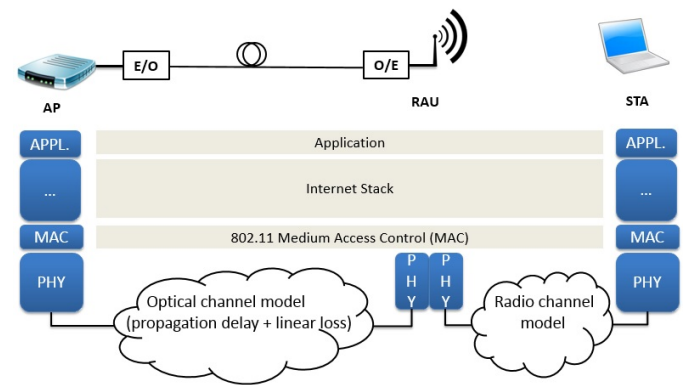 E/O
O/E
AP
RAU
STA
APPL.
Application
APPL.
...
Internet Stack
...
MAC
802.11 Medium Access Control (MAC)
MAC
PHY
Optical channel model
(propagation delay + linear loss)
P
H
Y
P
H
Y
Radio channel
model
PHY